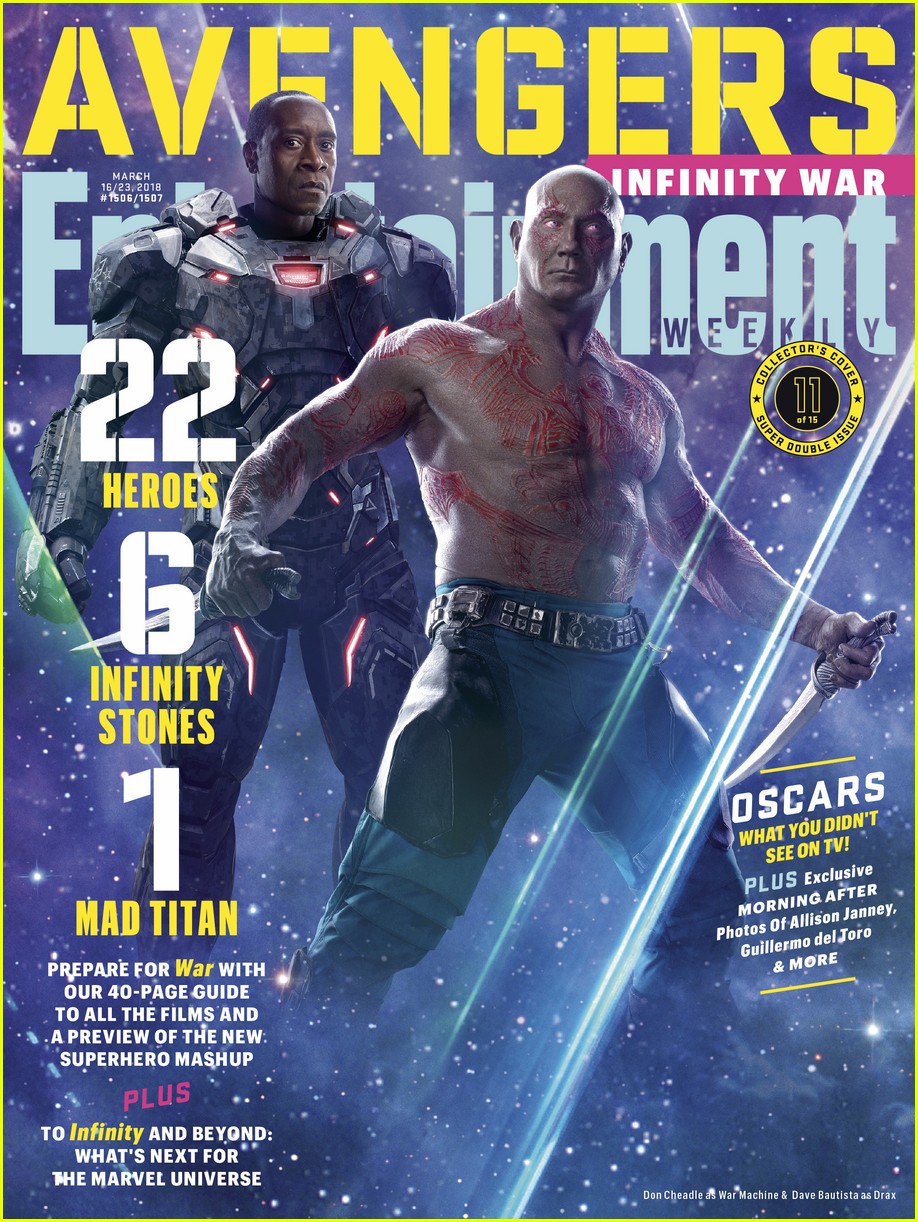 AVENGERS
INFINITY WAR
MARCH
16/23, 2018
#1506/1507
Entertainment
WEEKLY
COLLECTOR'S COVER
11
of 15
SUPER DOUBLE ISSUE
22
HEROES
6
INFINITY
STONES
1
MAD TITAN
PREPARE FOR War WITH
OUR 40-PAGE GUIDE
TO ALL THE FILMS AND
A PREVIEW OF THE NEW
SUPERHERO MASHUP
PLUS
TO Infinity AND BEYOND:
WHAT'S NEXT FOR
THE MARVEL UNIVERSE
OSCARS
WHAT YOU DIDN'T
SEE ON TV!
PLUS Exclusive
MORNING AFTER
Photos Of Allison Janney,
Guillermo del Toro
& MORE
Don Cheadle as War Machine & Dave Bautista as Drax